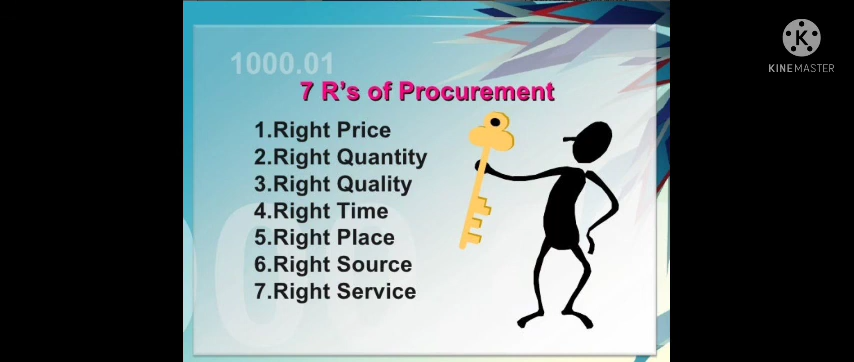 1000.01
7 R's of Procurement
1.Right Price
2.Right Quantity
3.Right Quality
4.Right Time
5.Right Place
6.Right Source
7.Right Service
K
KINEMASTER